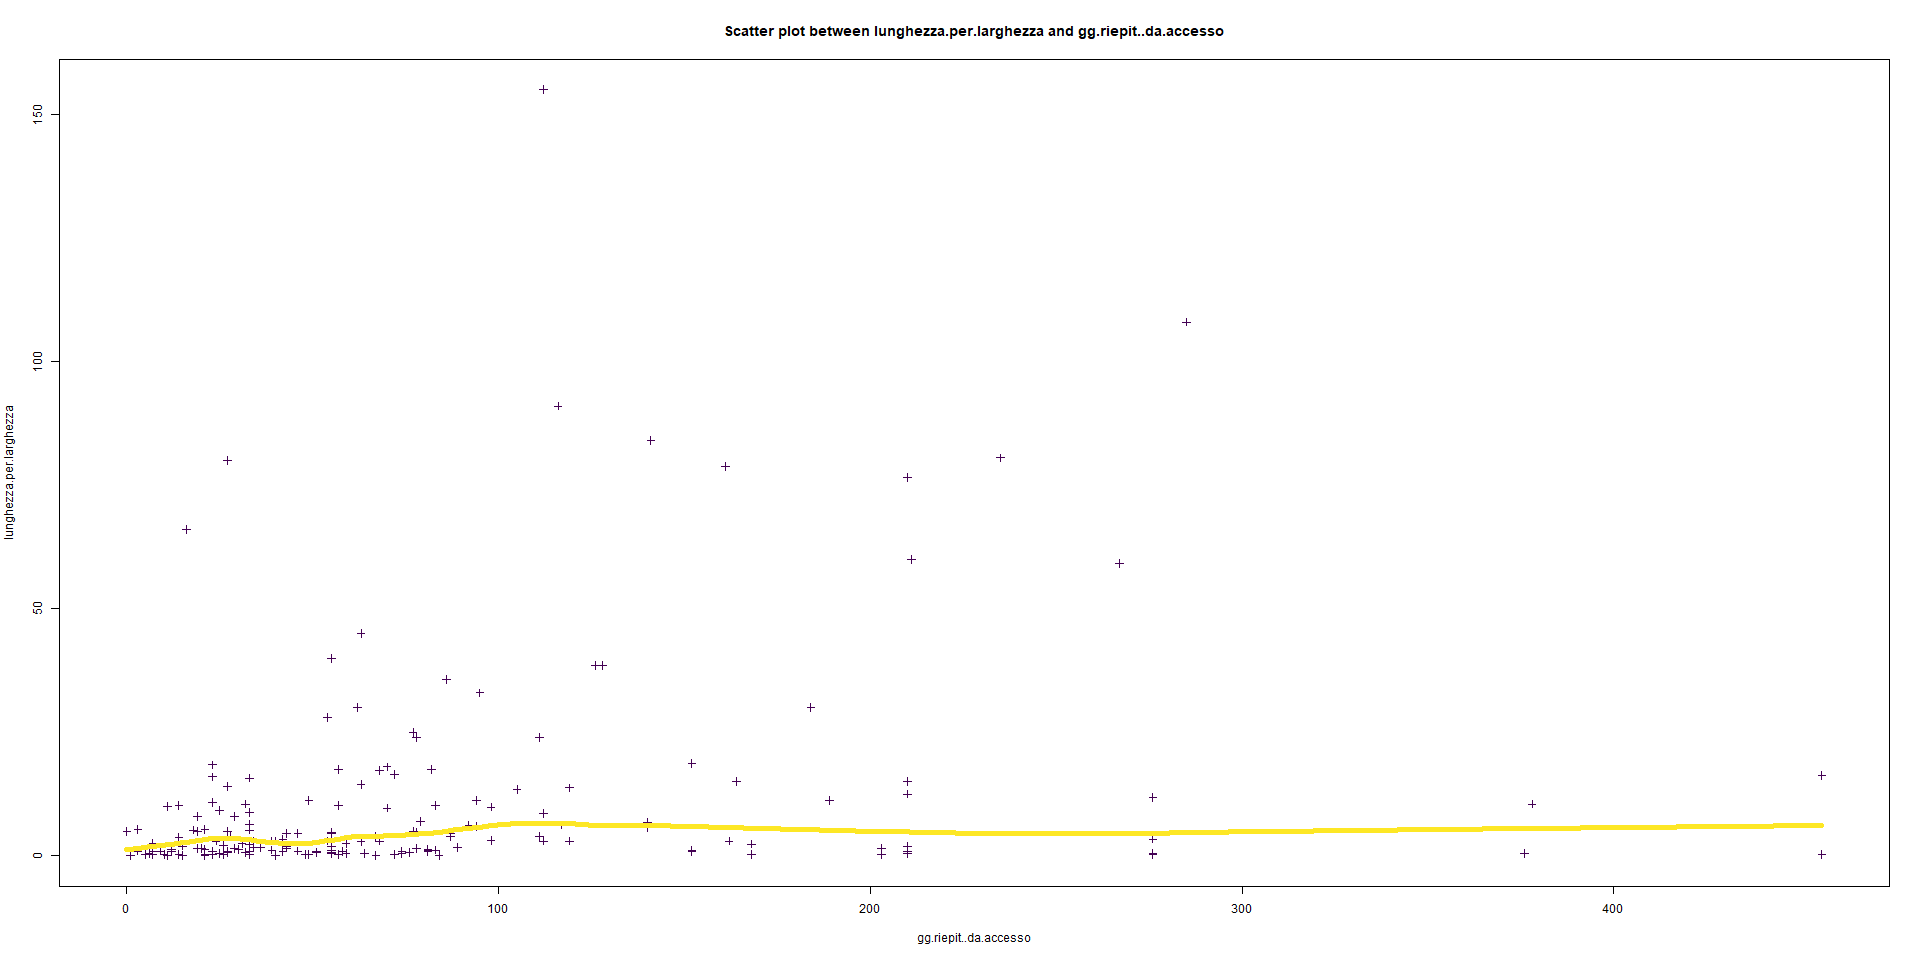 Scatter plot between lunghezza.per.larghezza and gg.riepit..da.accesso
lunghezza.per.larghezza
150
100
50
0
0 100 200 300 400
gg.riepit..da.accesso